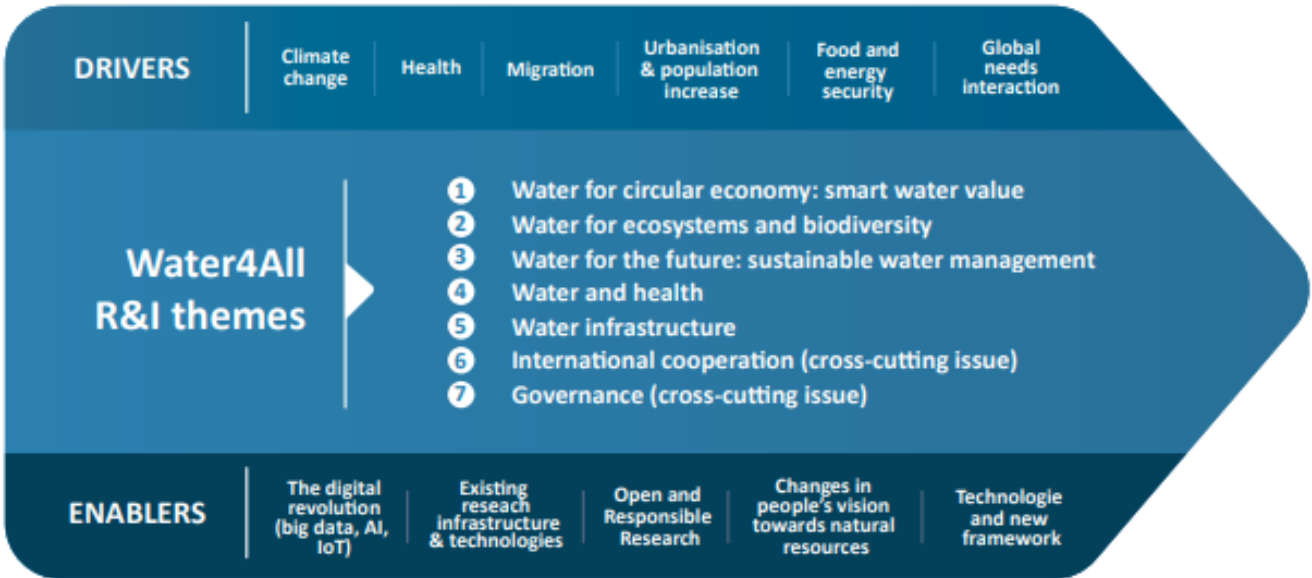 DRIVERS
Climate
change
Health
Migration
Urbanisation
& population
increase
Food and
energy
security
Global
needs
interaction
Water4All
R&I themes
1 Water for circular economy: smart water value
2 Water for ecosystems and biodiversity
3 Water for the future: sustainable water management
4 Water and health
5 Water infrastructure
6 International cooperation (cross-cutting issue)
7 Governance (cross-cutting issue)
ENABLERS
The digital
revolution
(big data, AI,
IoT)
Existing
reseach
infrastructure
& technologies
Open and
Responsible
Research
Changes in
people's vision
towards natural
resources
Technologie
and new
framework